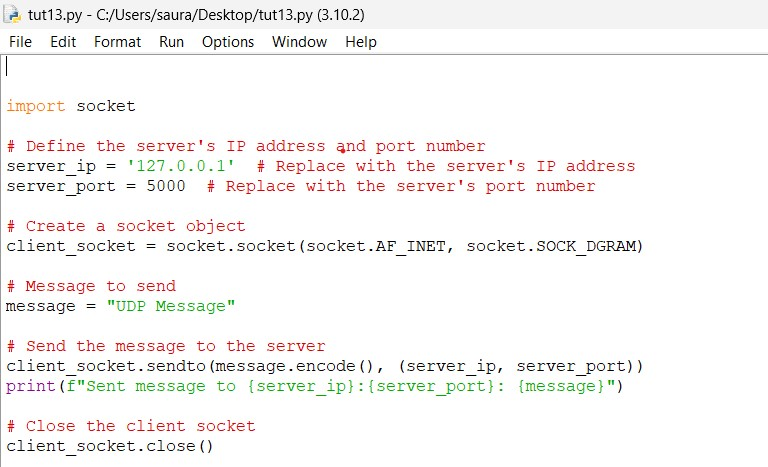 tut13.py - C:/Users/saura/Desktop/tut13.py (3.10.2)
File Edit Format Run Options Window Help
import socket
# Define the server's IP address and port number
server_ip = '127.0.0.1'  # Replace with the server's IP address
server_port = 5000  # Replace with the server's port number
# Create a socket object
client_socket = socket.socket(socket.AF_INET, socket.SOCK_DGRAM)
# Message to send
message = "UDP Message"
# Send the message to the server
client_socket.sendto(message.encode(), (server_ip, server_port))
print(f"Sent message to {server_ip}:{server_port}: {message}")
# Close the client socket
client_socket.close()